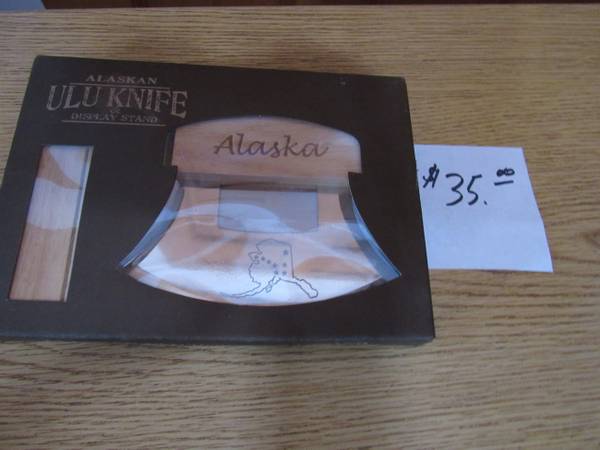 ALASKAN
ULU KNIFE
&
DISPLAY STAND
Alaska
$35.00